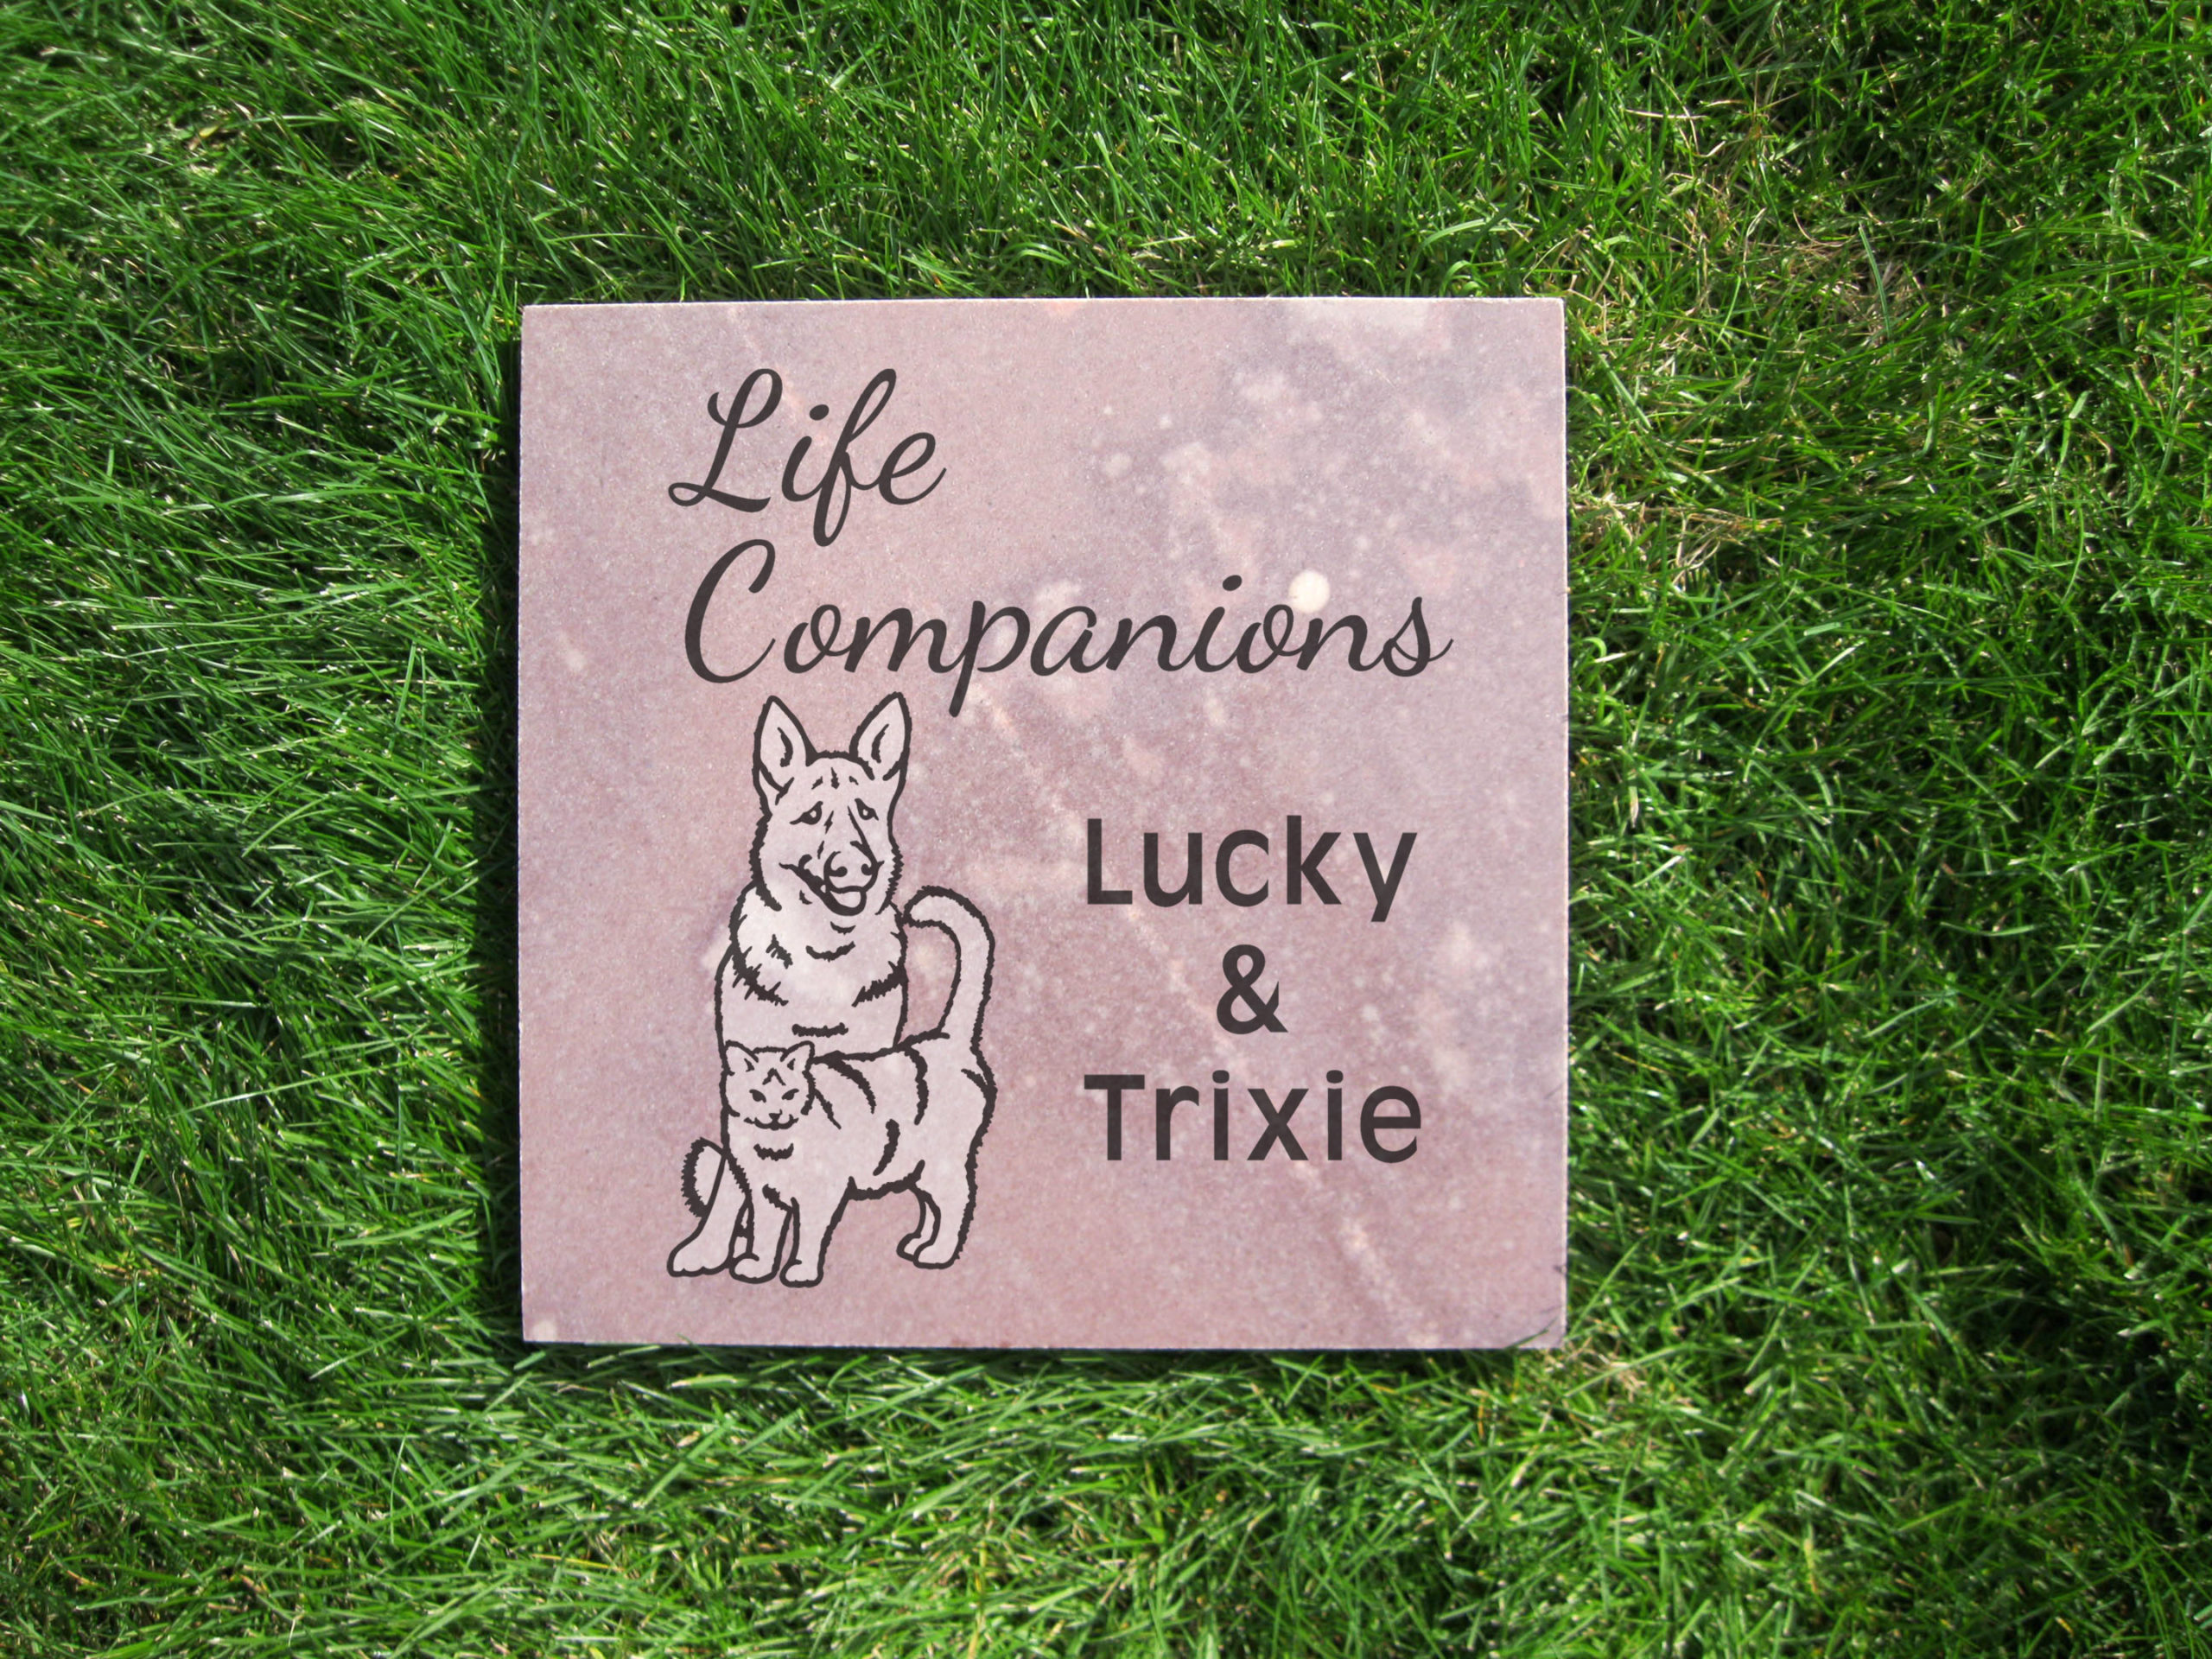 Life
Companions
Lucky
&
Trixie